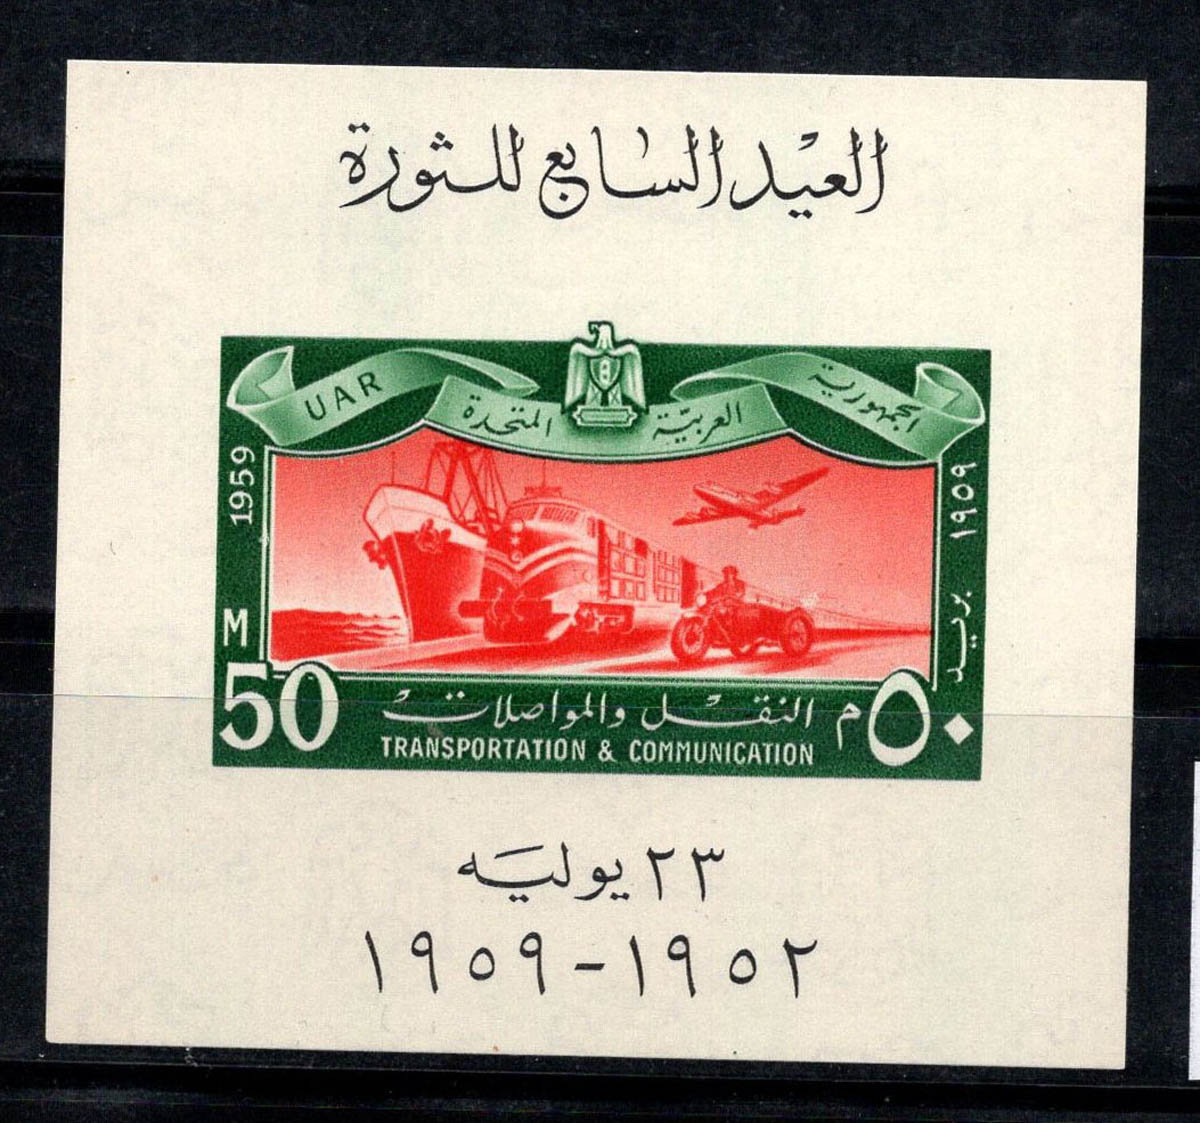 العيد السابع للثورة
UAR
الجمهورية
العربية
المتحدة
1959
١٩٥٩
بريد
M
50
٥٠ م
النقل والمواصلات
TRANSPORTATION & COMMUNICATION
٢٣ يوليه
١٩٥٢-١٩٥٩